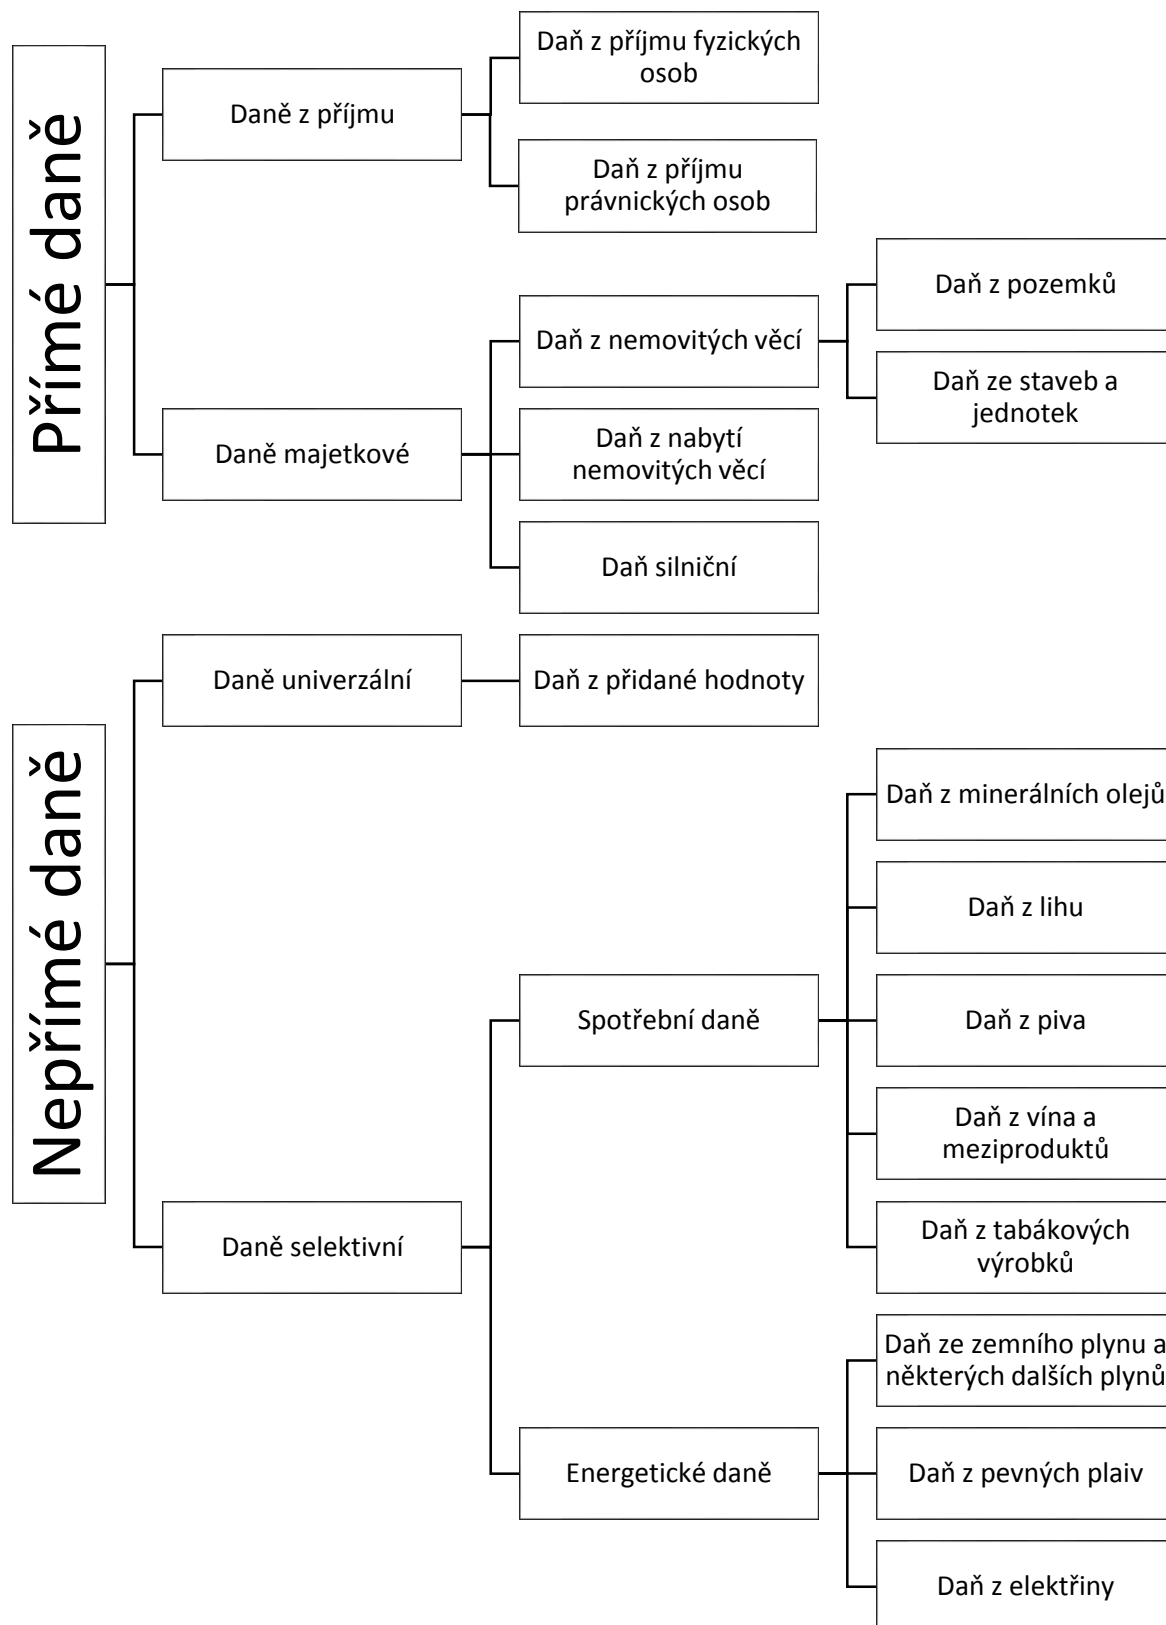 Přímé daně
Daně z příjmu
Daň z příjmu fyzických
osob
Daň z příjmu
právnických osob
Daně majetkové
Daň z nemovitých věcí
Daň z pozemků
Daň ze staveb a
jednotek
Daň z nabytí
nemovitých věcí
Daň silniční
Nepřímé daně
Daně univerzální
Daň z přidané hodnoty
Daně selektivní
Spotřební daně
Daň z minerálních olejů
Daň z lihu
Daň z piva
Daň z vína a
meziproduktů
Daň z tabákových
výrobků
Energetické daně
Daň ze zemního plynu a
některých dalších plynů
Daň z pevných plaiv
Daň z elektřiny